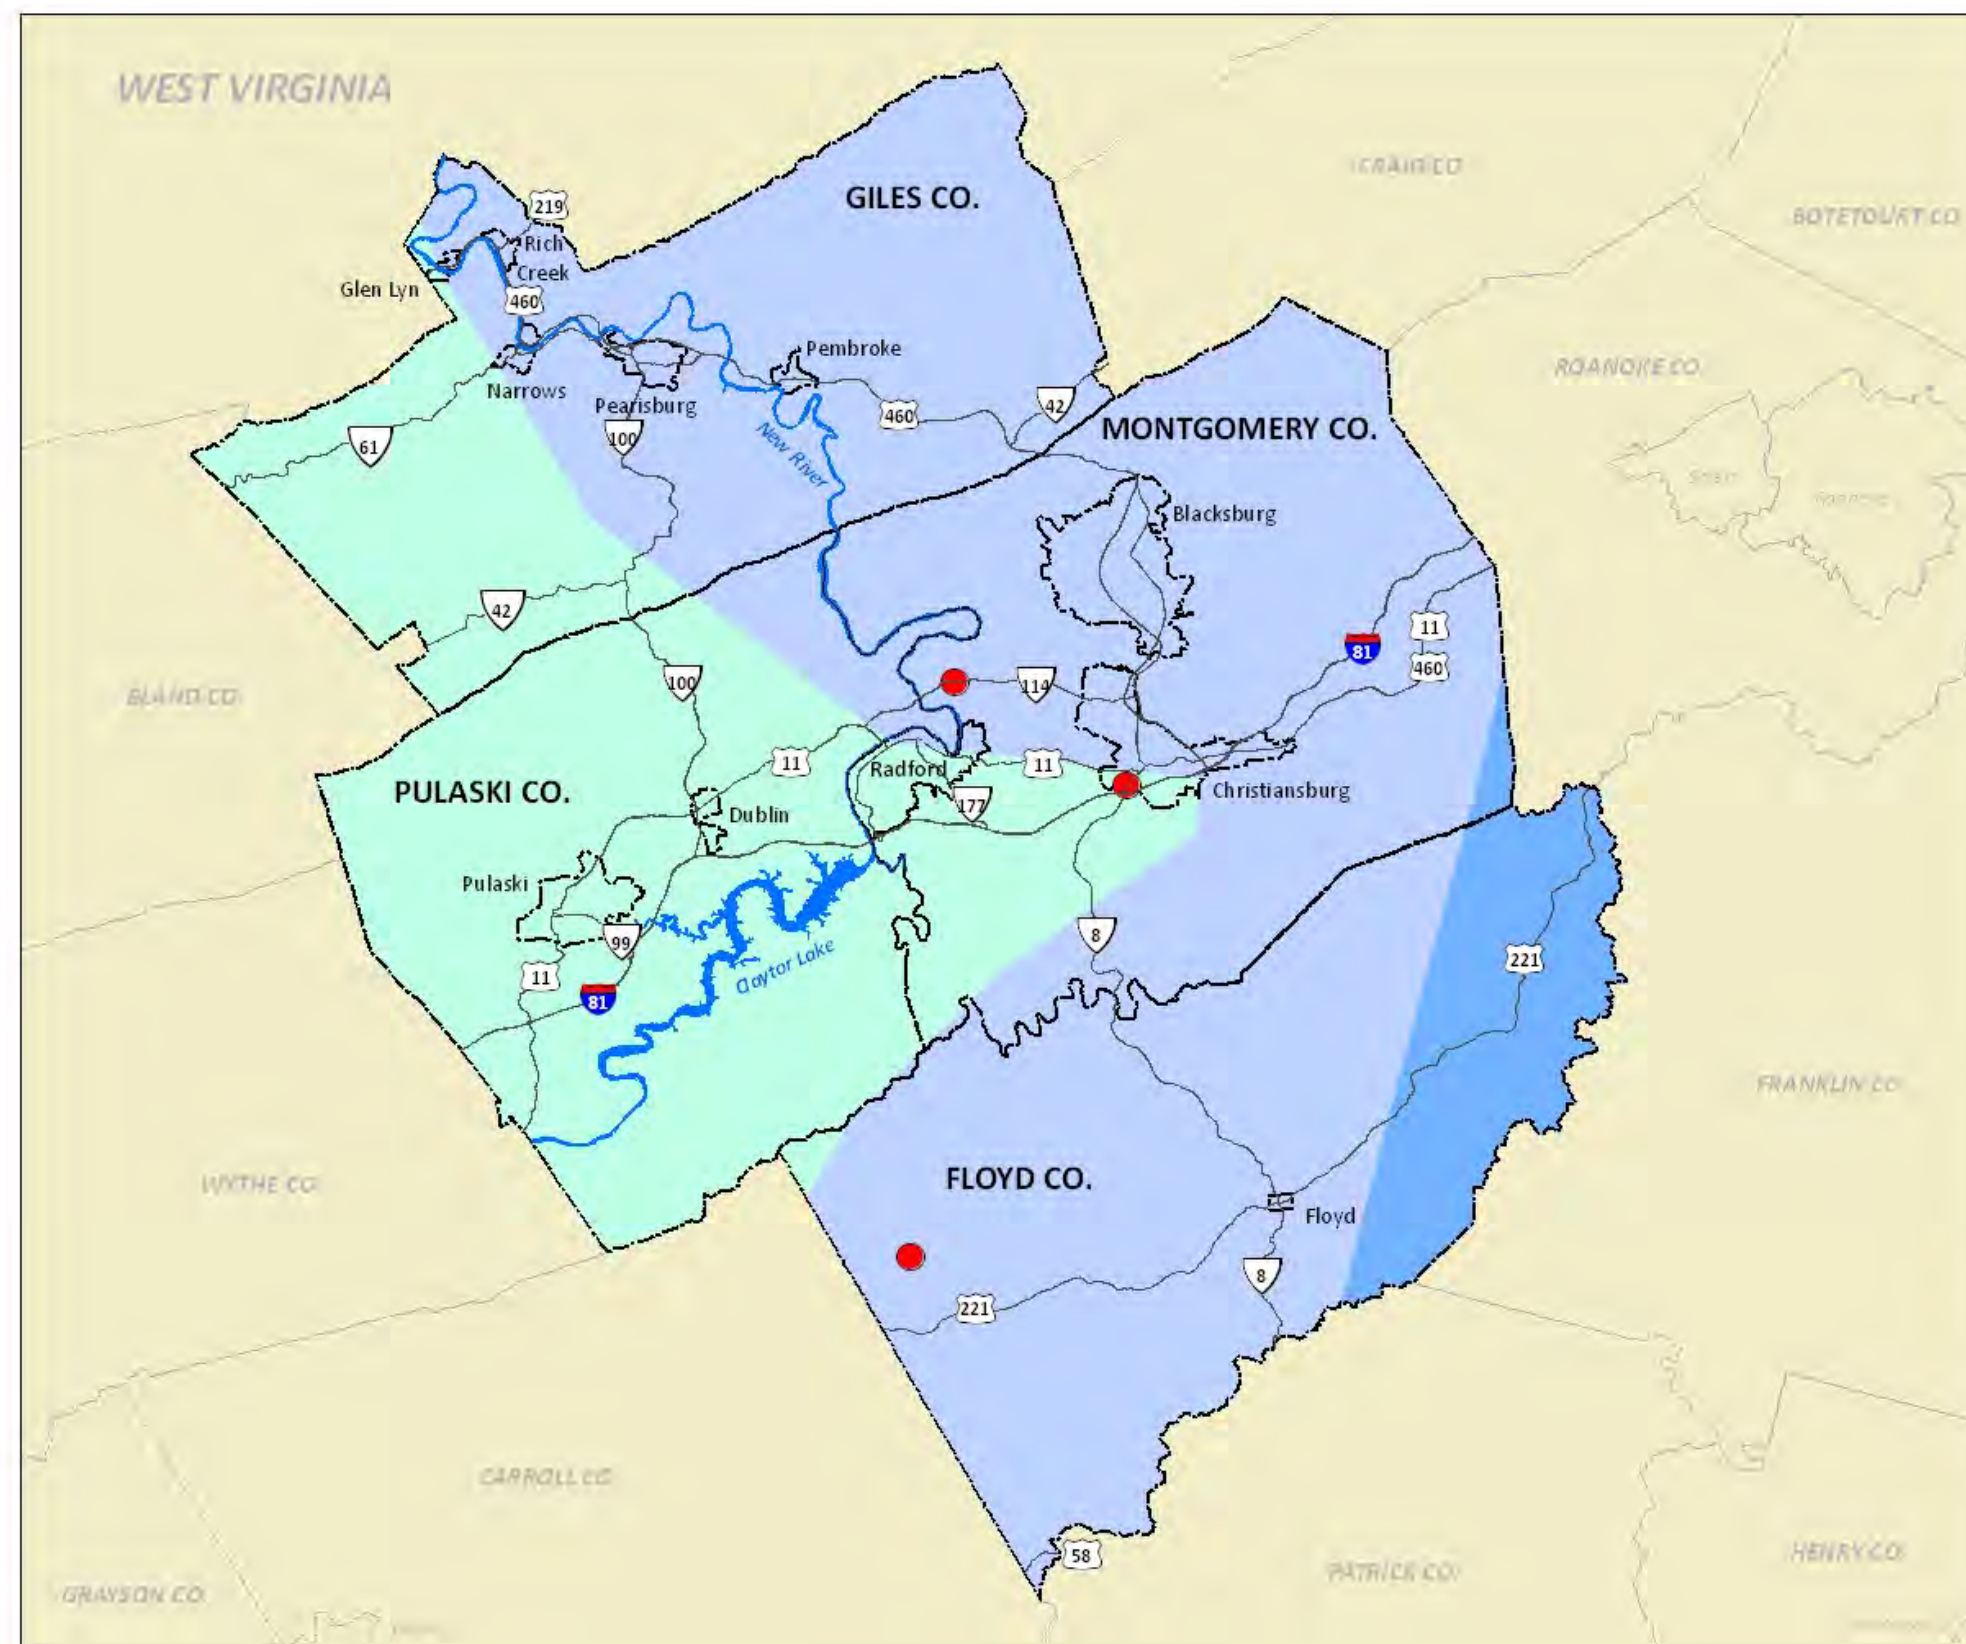 WEST VIRGINIA
GILES CO.
CRAIG CO.
BOTETOURT CO.
219
Rich
Creek
Glen Lyn
460
Pembroke
Narrows
Pearisburg
460
42
ROANOKE CO.
MONTGOMERY CO.
61
100
New River
Blacksburg
42
11
81
460
BLAND CO.
100
114
11
Radford
11
PULASKI CO.
Dublin
177
Christiansburg
Pulaski
99
8
221
11
81
Claytor Lake
FRANKLIN CO.
WYTHE CO.
FLOYD CO.
Floyd
8
221
CARROLL CO.
58
PATRICK CO.
HENRY CO.
GRAYSON CO.